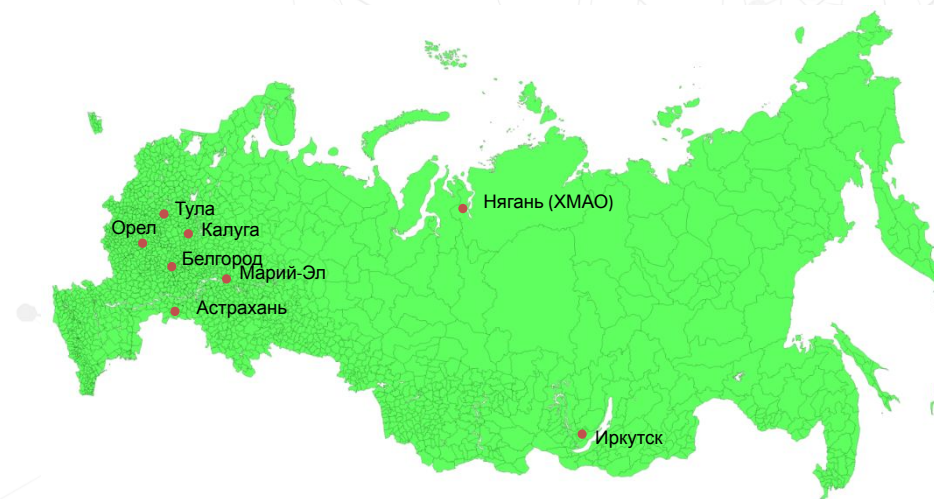 Нягань (ХМАО)
Тула
Орел
Калуга
Белгород
Марий-Эл
Астрахань
Иркутск